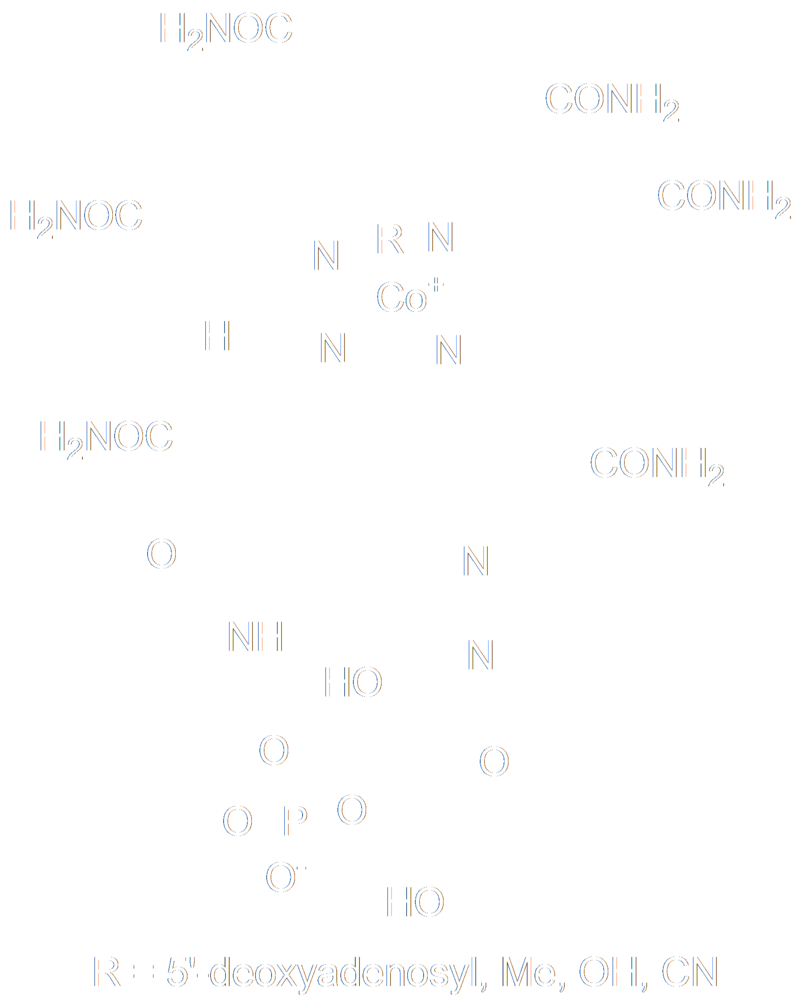 H₂NOC
CONH₂
CONH₂
H₂NOC
N R N
Co⁺
H N N
H₂NOC
CONH₂
O N
NH N
HO
O O
O P O
O⁻
HO
R = 5'-deoxyadenosyl, Me, OH, CN